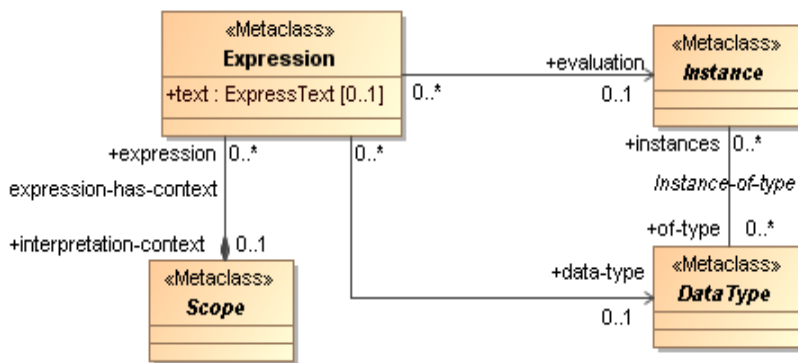 «Metaclass»
Expression
+text : ExpressText [0..1]
«Metaclass»
Instance
+evaluation
0..*
0..1
+expression
0..*
0..*
+instances
0..*
expression-has-context
Instance-of-type
+interpretation-context
0..1
+of-type
0..*
«Metaclass»
Scope
+data-type
0..1
«Metaclass»
DataType